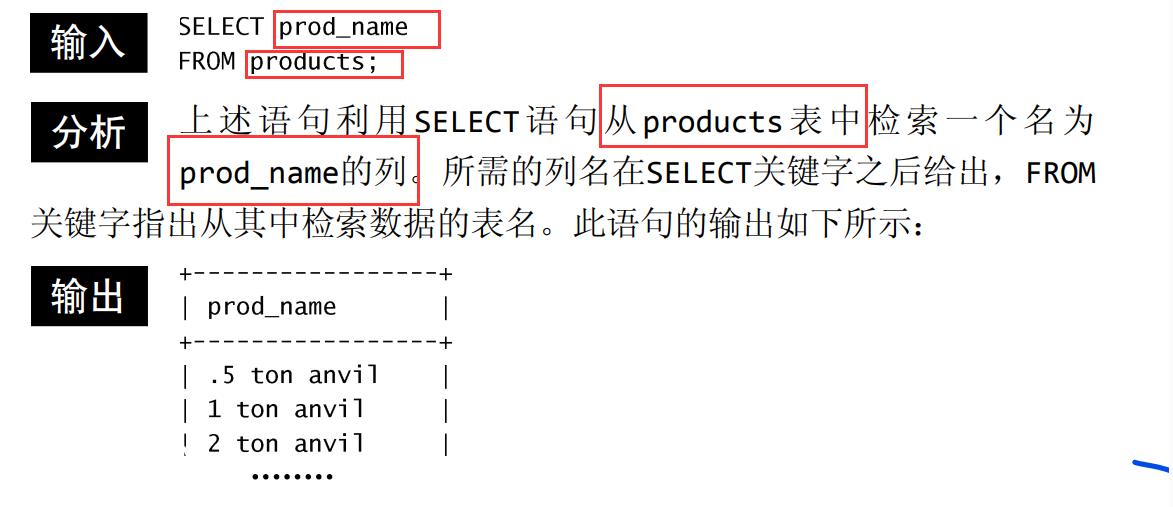 输入
SELECT prod_name
FROM products;
分析
上述语句利用SELECT语句从products表中检索一个名为
prod_name的列。所需的列名在SELECT关键字之后给出，FROM
关键字指出从其中检索数据的表名。此语句的输出如下所示：
输出
+-----------------+
| prod_name |
+-----------------+
| .5 ton anvil |
| 1 ton anvil |
| 2 ton anvil |
........